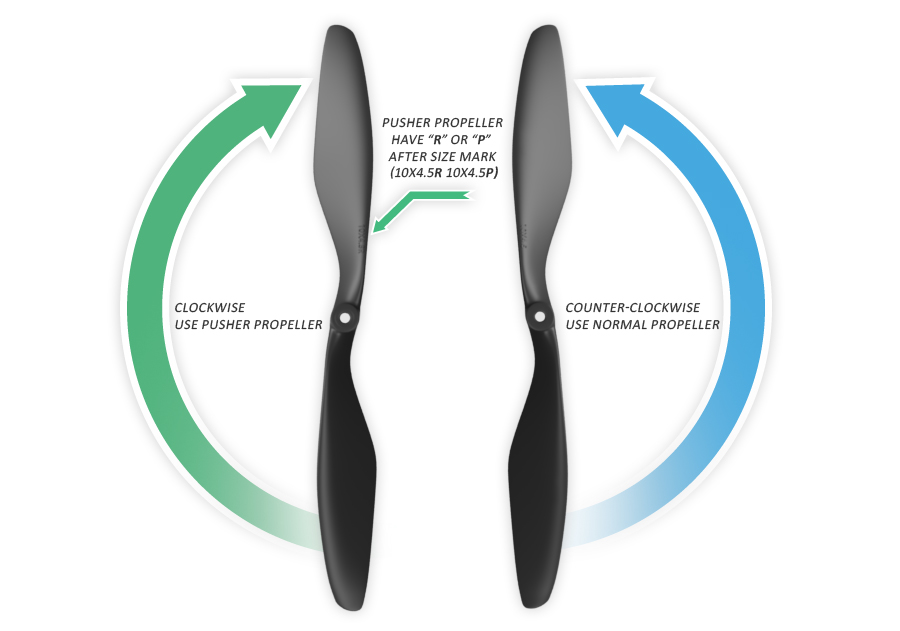 PUSHER PROPELLER
HAVE “R” OR “P”
AFTER SIZE MARK
(10X4.5R 10X4.5P)
CLOCKWISE
USE PUSHER PROPELLER
COUNTER-CLOCKWISE
USE NORMAL PROPELLER